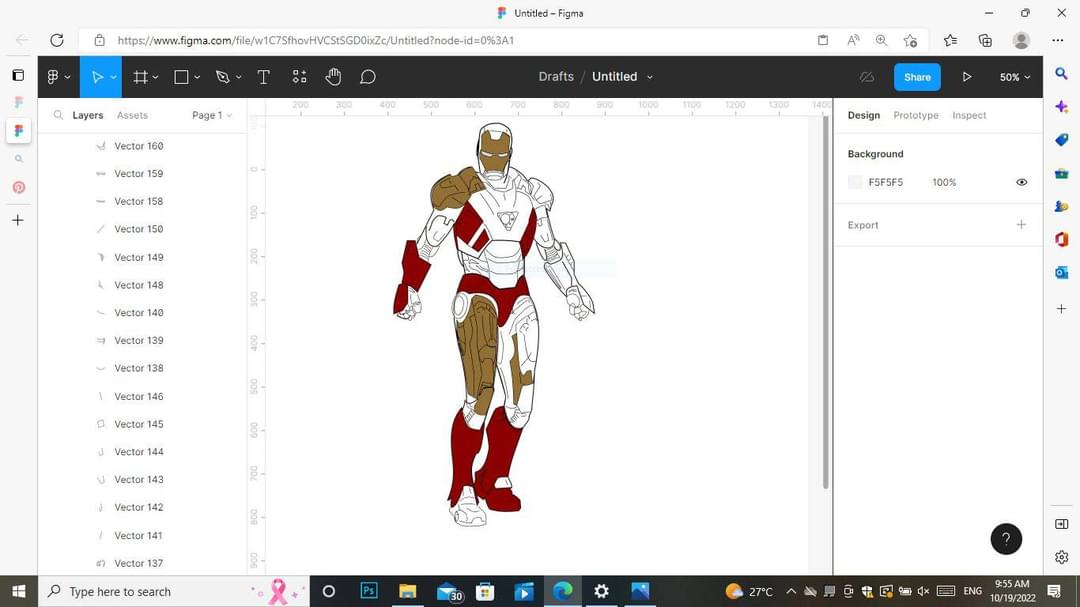 Untitled – Figma
https://www.figma.com/file/w1C7SfhovHVCStSGD0ixZc/Untitled?node-id=0%3A1
Drafts / Untitled
Share
50%
Layers
Assets
Page 1
200 300 400 500 600 700 800 900 1000 1100 1200 1300 1400
Design
Prototype
Inspect
Vector 160
Vector 159
Vector 158
Vector 150
Vector 149
Vector 148
Vector 140
Vector 139
Vector 138
Vector 146
Vector 145
Vector 144
Vector 143
Vector 142
Vector 141
Vector 137
0
100
200
300
400
500
600
700
800
900
Background
F5F5F5 100%
Export
?
Type here to search
Ps
30
27°C
ENG
9:55 AM
10/19/2022